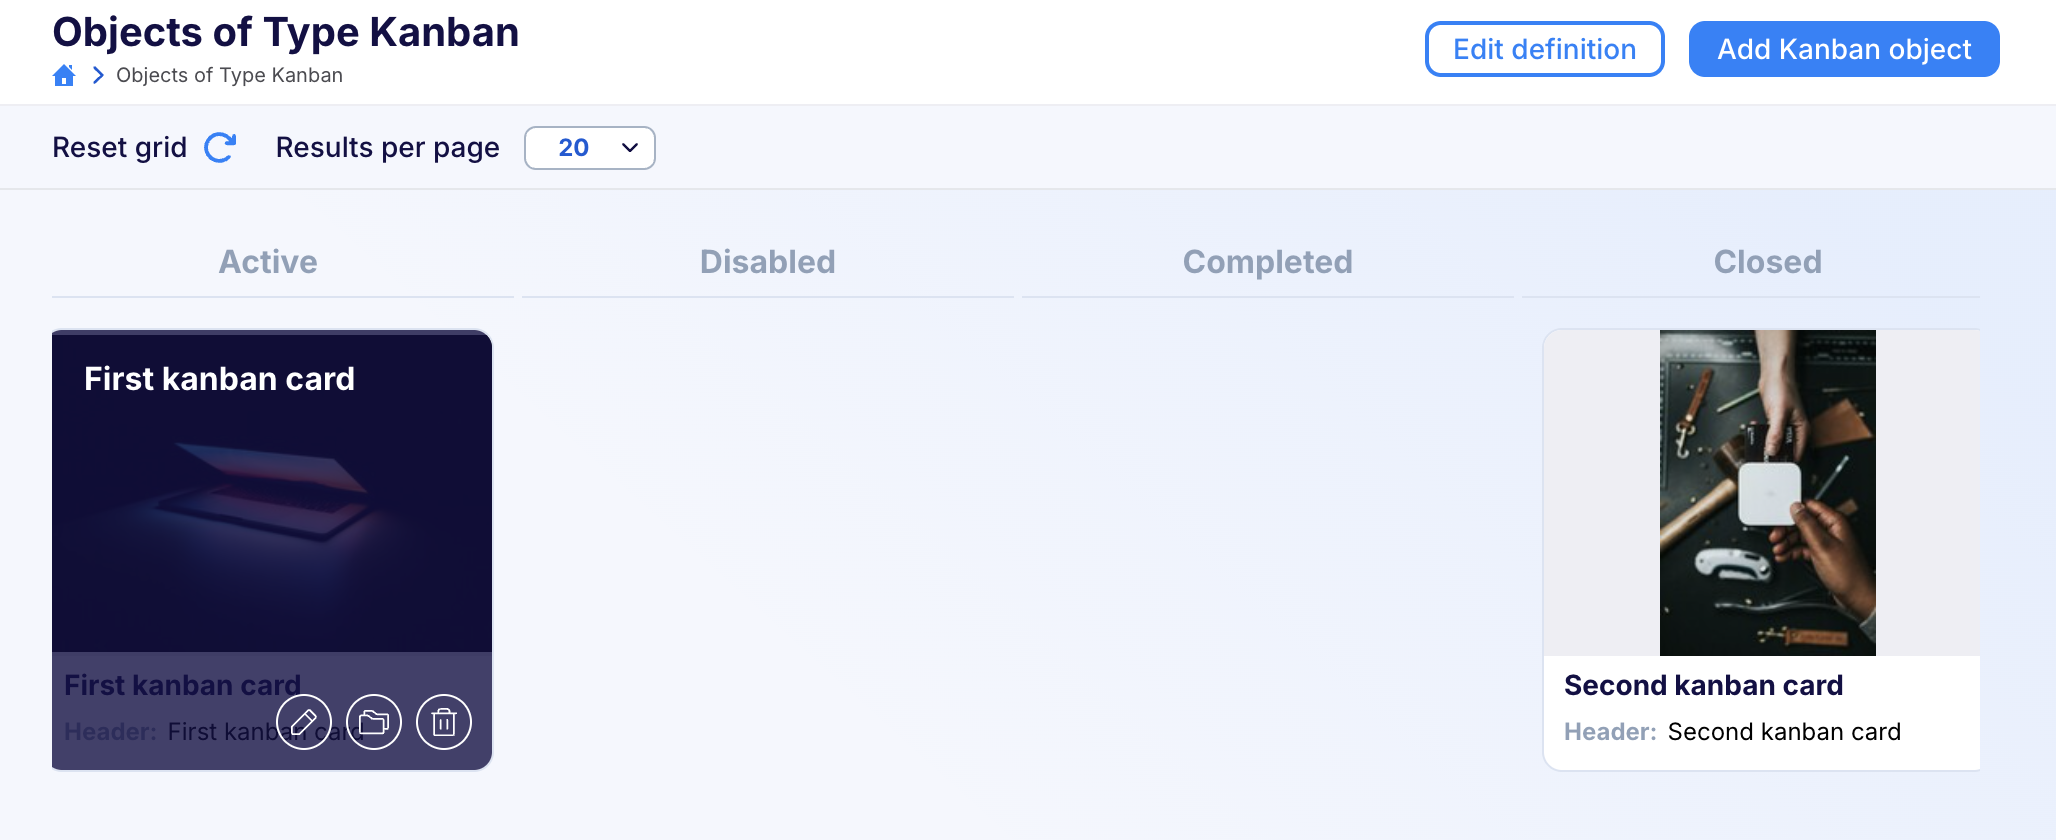 Objects of Type Kanban
Edit definition
Add Kanban object
Objects of Type Kanban
Reset grid
Results per page
20
Active
Disabled
Completed
Closed
First kanban card
First kanban card
Header: First kanban card
Second kanban card
Header: Second kanban card